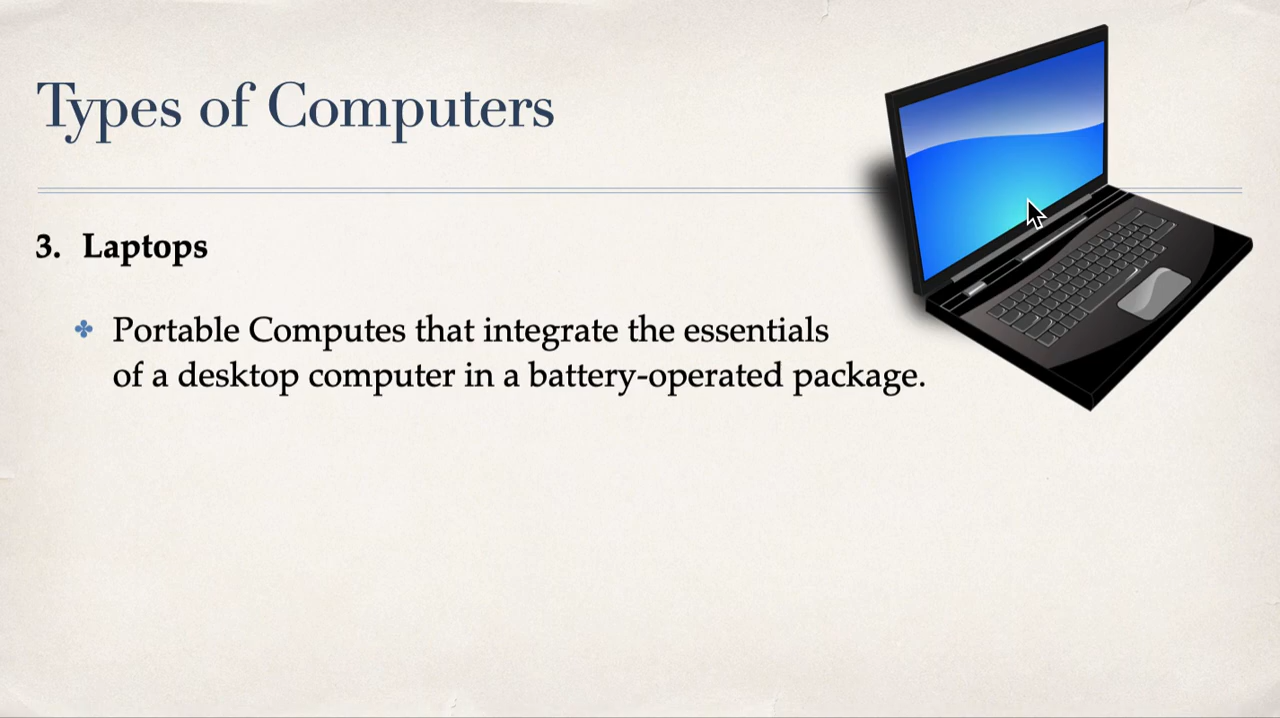 Types of Computers
3. Laptops
Portable Computes that integrate the essentials
of a desktop computer in a battery-operated package.